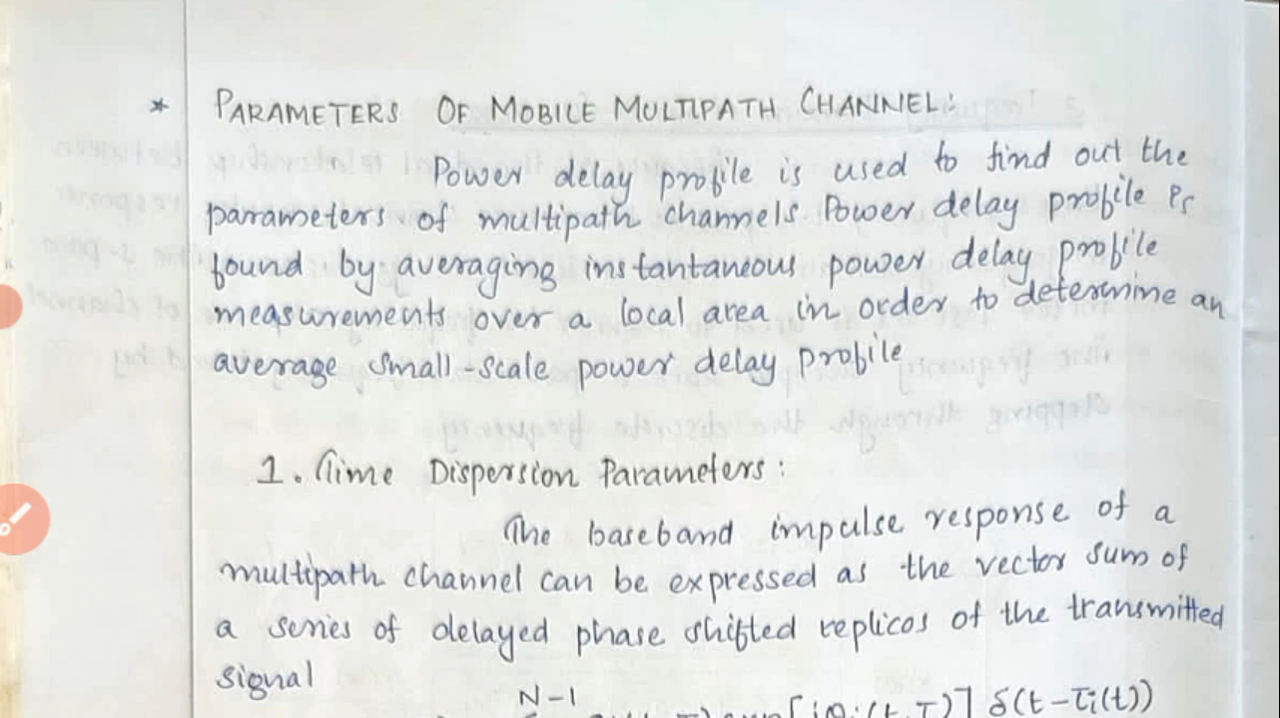 * PARAMETERS OF MOBILE MULTIPATH CHANNEL:
Power delay profile is used to find out the
parameters of multipath channels. Power delay profile is
found by averaging instantaneous power delay profile
measurements over a local area in order to determine an
average small-scale power delay profile
1. Time Dispersion Parameters:
The baseband impulse response of a
multipath channel can be expressed as the vector sum of
a series of delayed phase shifted replicas of the transmitted
signal
N-1
δ(t-τi(t))